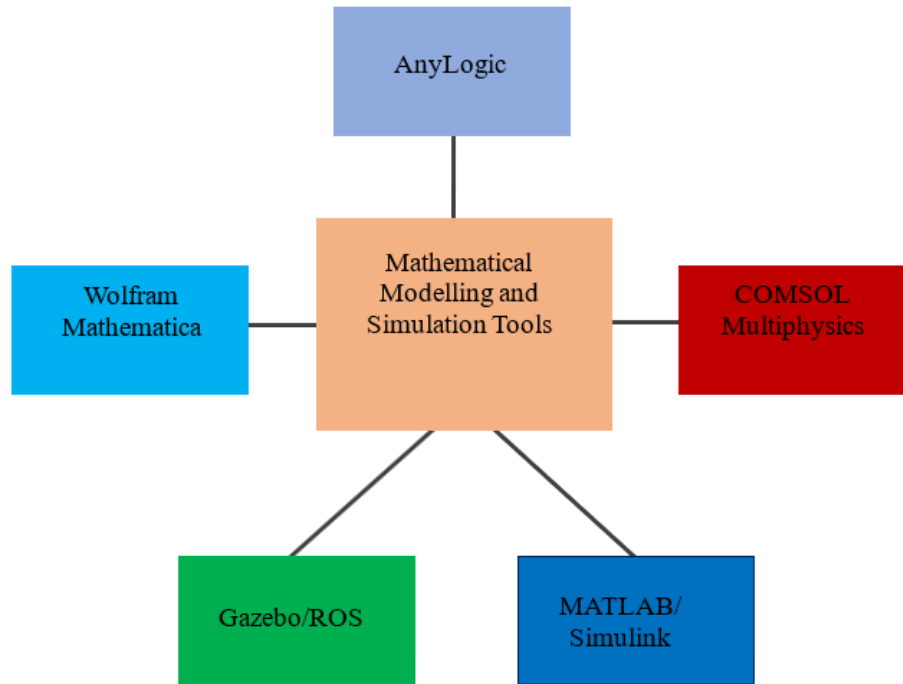 AnyLogic
Wolfram
Mathematica
Mathematical
Modelling and
Simulation Tools
COMSOL
Multiphysics
Gazebo/ROS
MATLAB/
Simulink